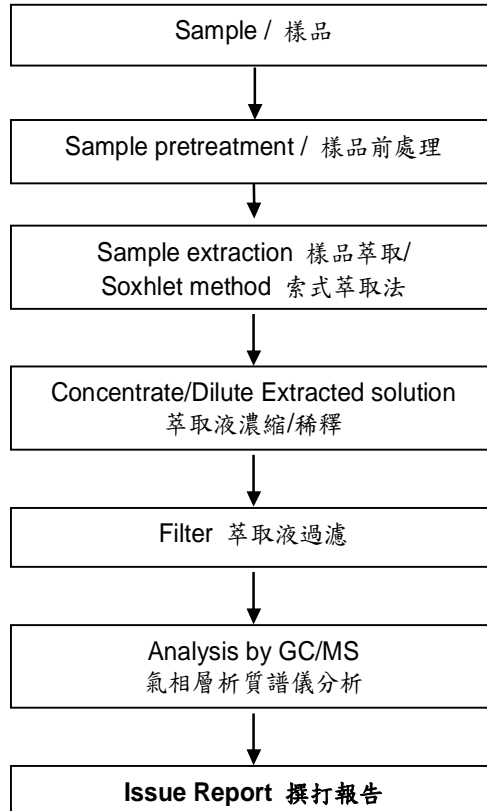 Sample / 樣品
Sample pretreatment / 樣品前處理
Sample extraction 樣品萃取/
Soxhlet method 索式萃取法
Concentrate/Dilute Extracted solution
萃取液濃縮/稀釋
Filter 萃取液過濾
Analysis by GC/MS
氣相層析質譜儀分析
Issue Report 撰打報告